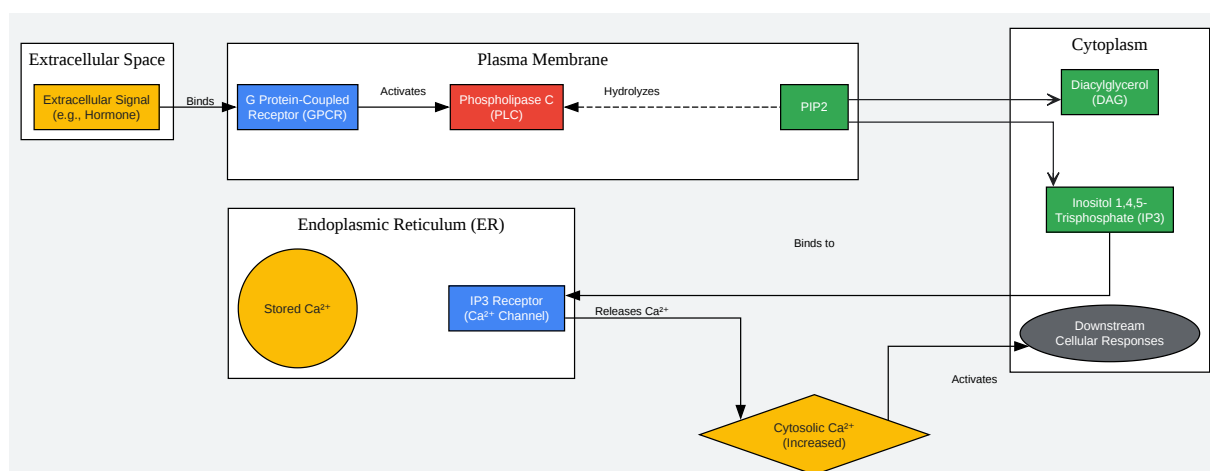 Extracellular Space
Extracellular Signal
(e.g., Hormone)
Binds
Plasma Membrane
G Protein-Coupled
Receptor (GPCR)
Activates
Phospholipase C
(PLC)
Hydrolyzes
PIP2
Cytoplasm
Diacylglycerol
(DAG)
Inositol 1,4,5-
Trisphosphate (IP3)
Binds to
Endoplasmic Reticulum (ER)
Stored Ca²⁺
IP3 Receptor
(Ca²⁺ Channel)
Releases Ca²⁺
Downstream
Cellular Responses
Activates
Cytosolic Ca²⁺
(Increased)